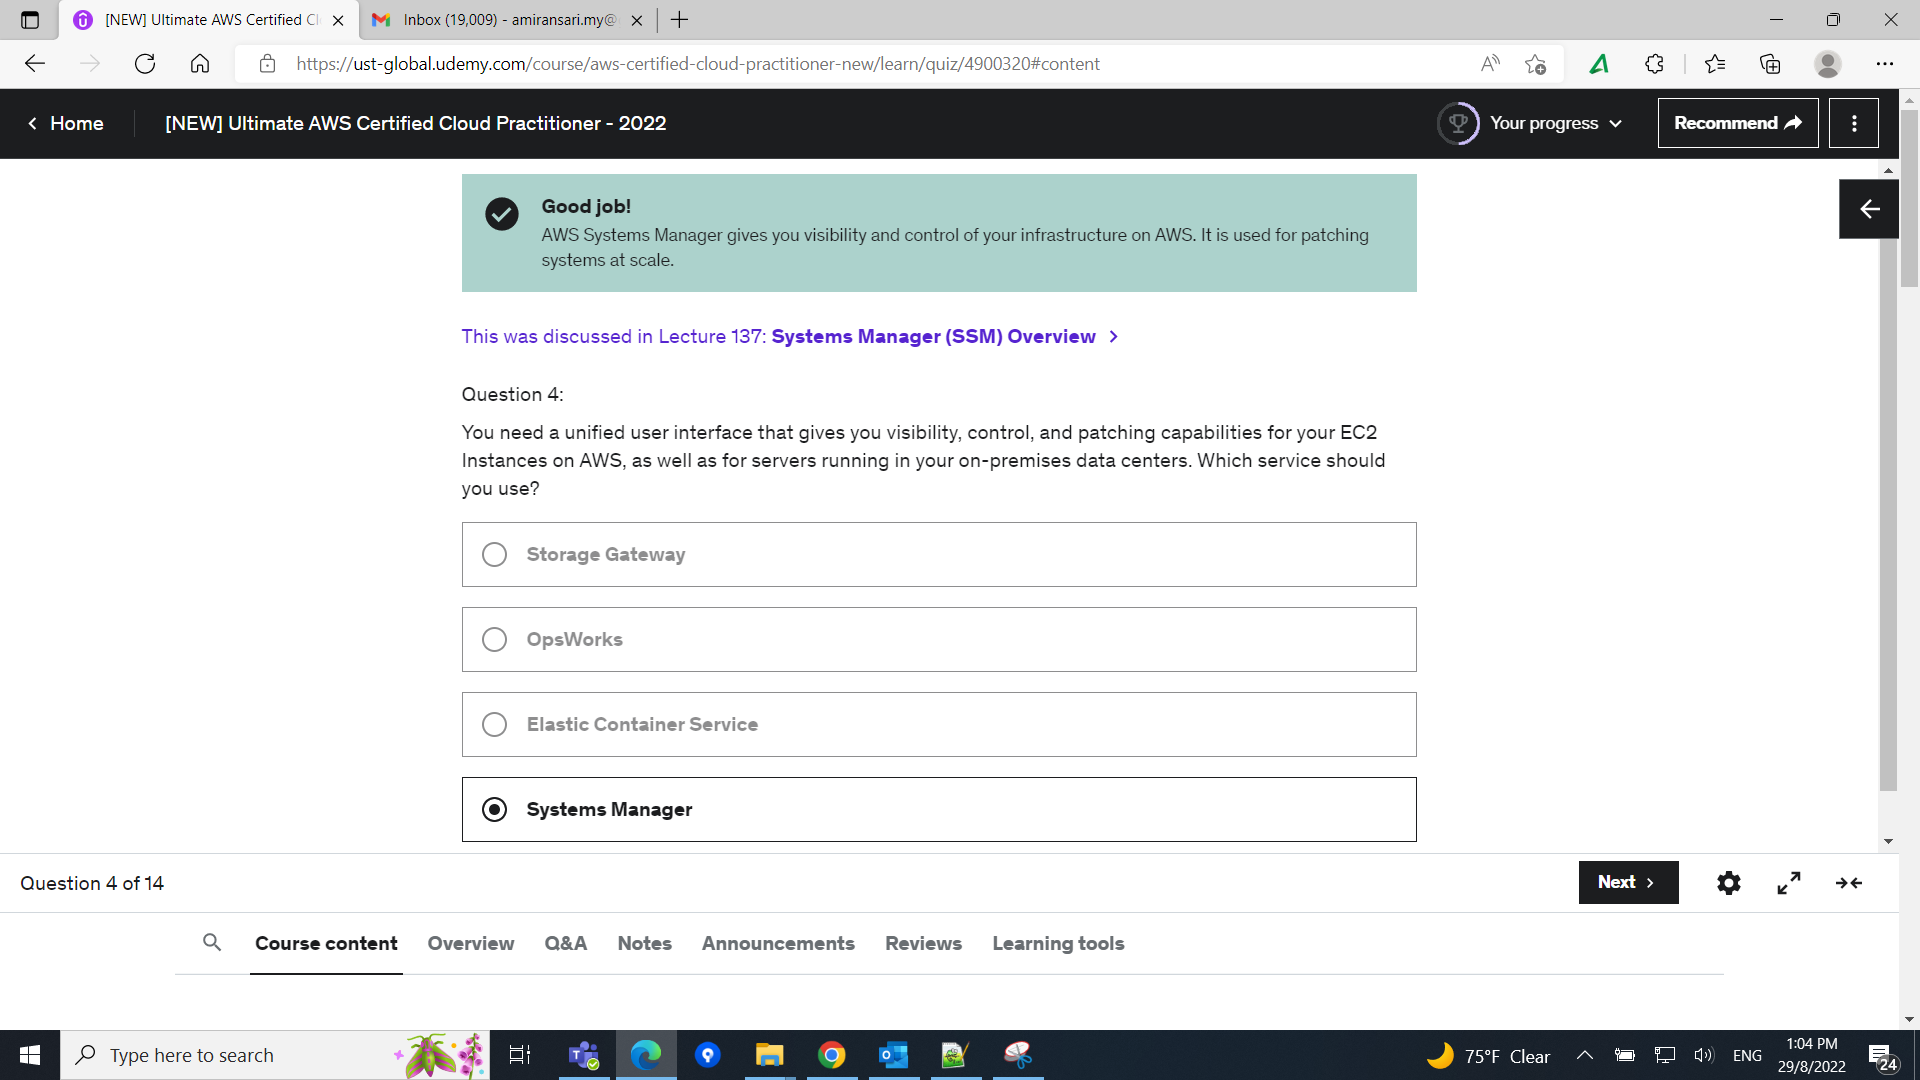 [NEW] Ultimate AWS Certified Cl
Inbox (19,009) - amiransari.my@
https://ust-global.udemy.com/course/aws-certified-cloud-practitioner-new/learn/quiz/4900320#content
Home
[NEW] Ultimate AWS Certified Cloud Practitioner - 2022
Your progress
Recommend
Good job!
AWS Systems Manager gives you visibility and control of your infrastructure on AWS. It is used for patching
systems at scale.
This was discussed in Lecture 137: Systems Manager (SSM) Overview
Question 4:
You need a unified user interface that gives you visibility, control, and patching capabilities for your EC2
Instances on AWS, as well as for servers running in your on-premises data centers. Which service should
you use?
Storage Gateway
OpsWorks
Elastic Container Service
Systems Manager
Question 4 of 14
Next
Course content
Overview
Q&A
Notes
Announcements
Reviews
Learning tools
Type here to search
75°F Clear
ENG
1:04 PM
29/8/2022
24